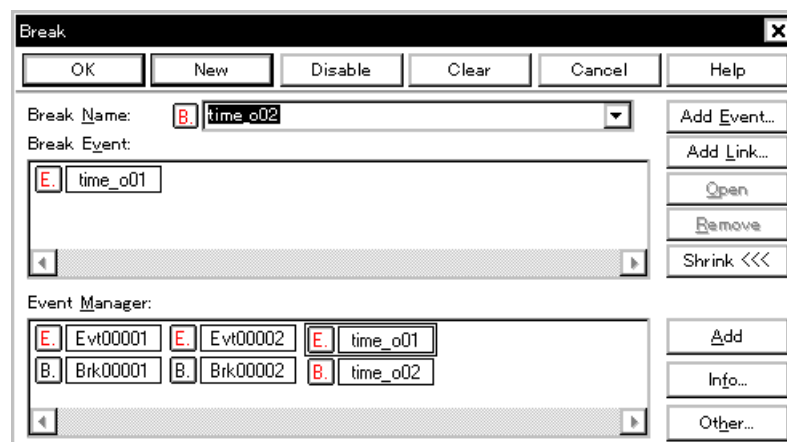 Break
OK New Disable Clear Cancel Help
Break Name: B. time_o02
Add Event...
Break Event:
Add Link...
E. time_o01
Open
Remove
Shrink <<<
Event Manager:
E. Evt00001 E. Evt00002 E. time_o01
Add
B. Brk00001 B. Brk00002 B. time_o02
Info...
Other...